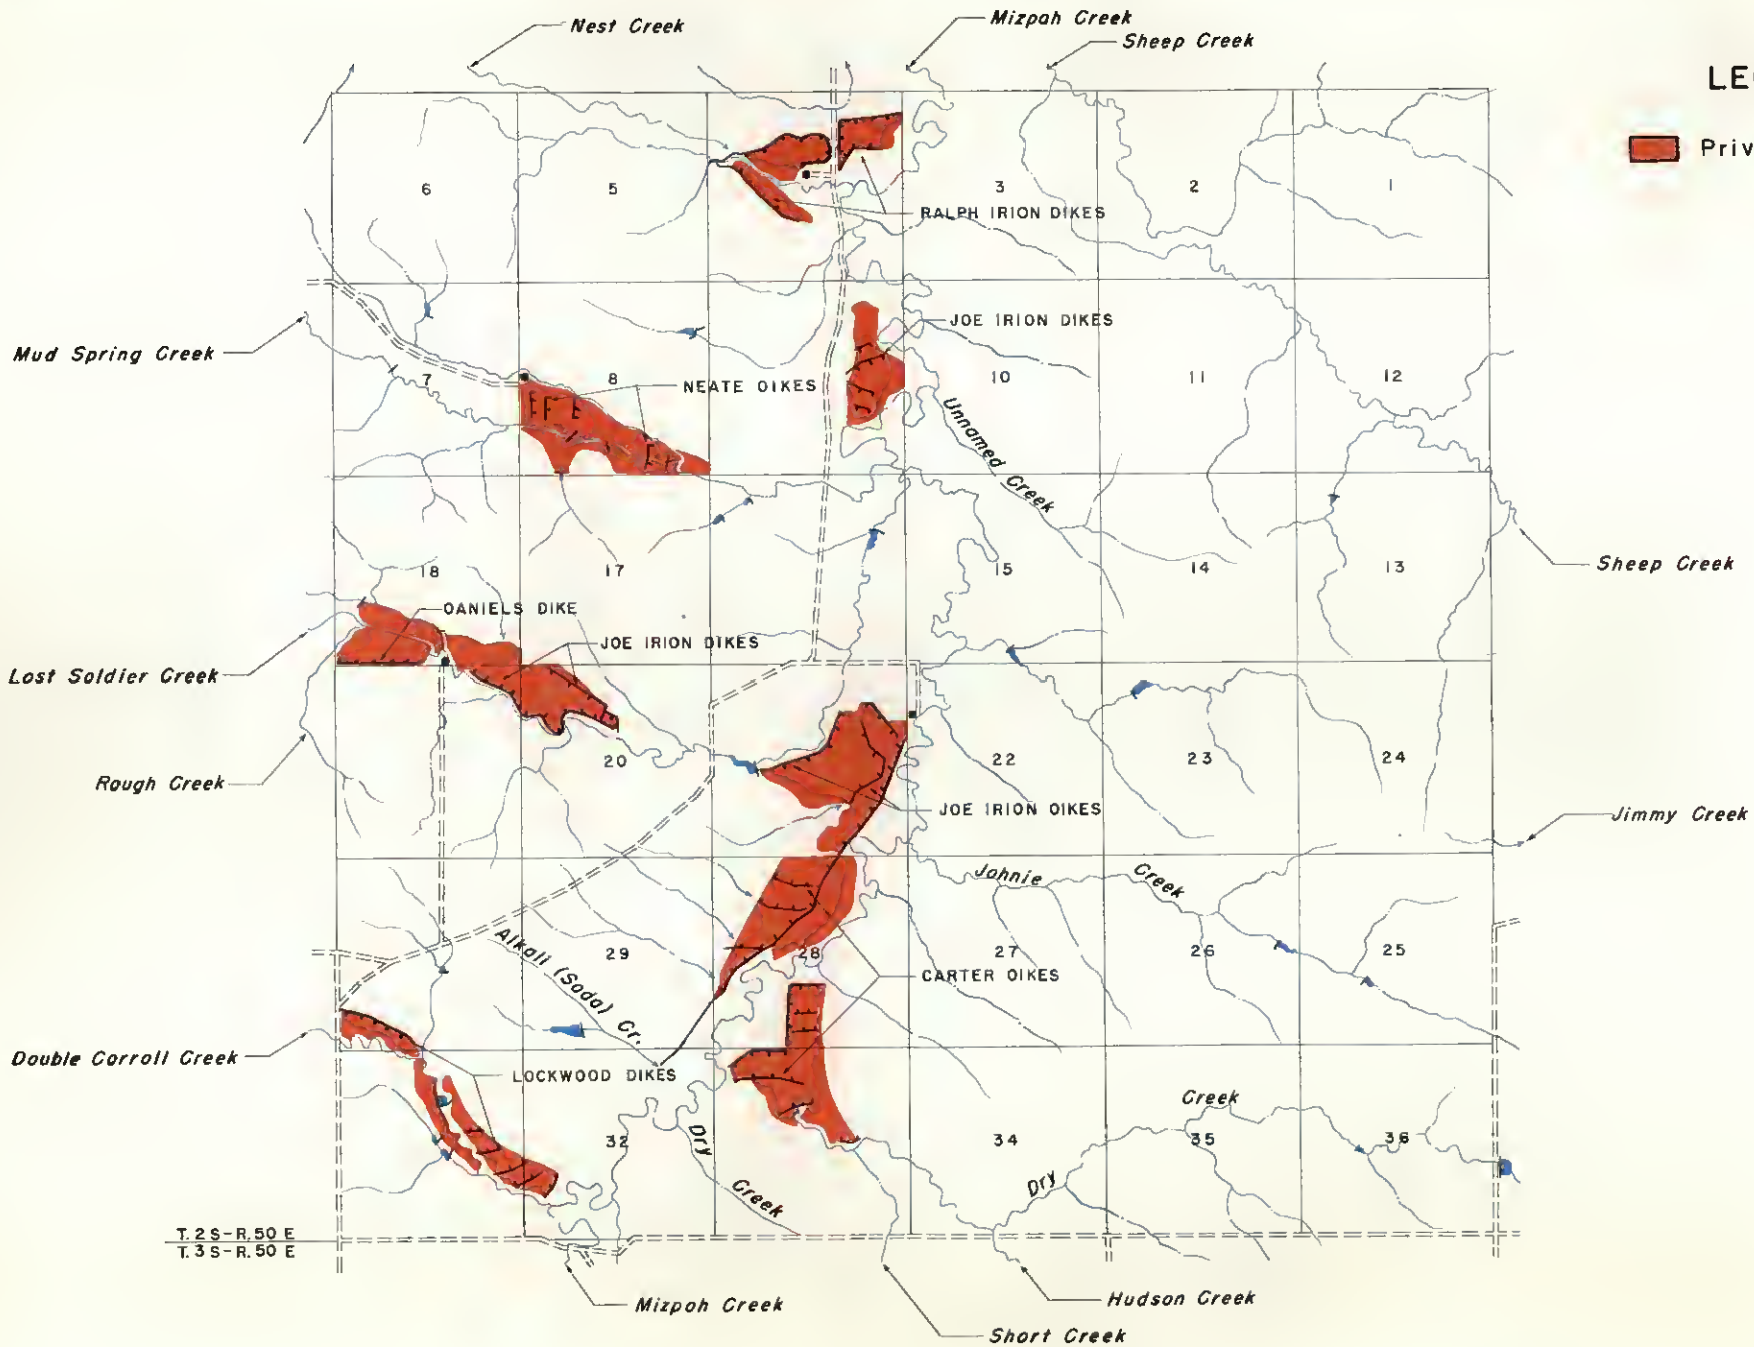 Nest Creek
Mizpah Creek
Sheep Creek
LE
Priv
6
5
3
2
1
RALPH IRION DIKES
JOE IRION DIKES
Mud Spring Creek
7
8
NEATE OIKES
10
11
12
Unnamed Creek
18
17
15
14
13
Sheep Creek
OANIELS DIKE
JOE IRION DIKES
Lost Soldier Creek
20
22
23
24
Rough Creek
JOE IRION OIKES
Jimmy Creek
Johnie Creek
Alkali (Soda) Cr.
29
28
27
26
25
CARTER OIKES
Double Corroll Creek
LOCKWOOD DIKES
32
Dry Creek
34
Dry Creek
35
36
T. 2 S-R. 50 E
T. 3 S-R. 50 E
Mizpoh Creek
Hudson Creek
Short Creek